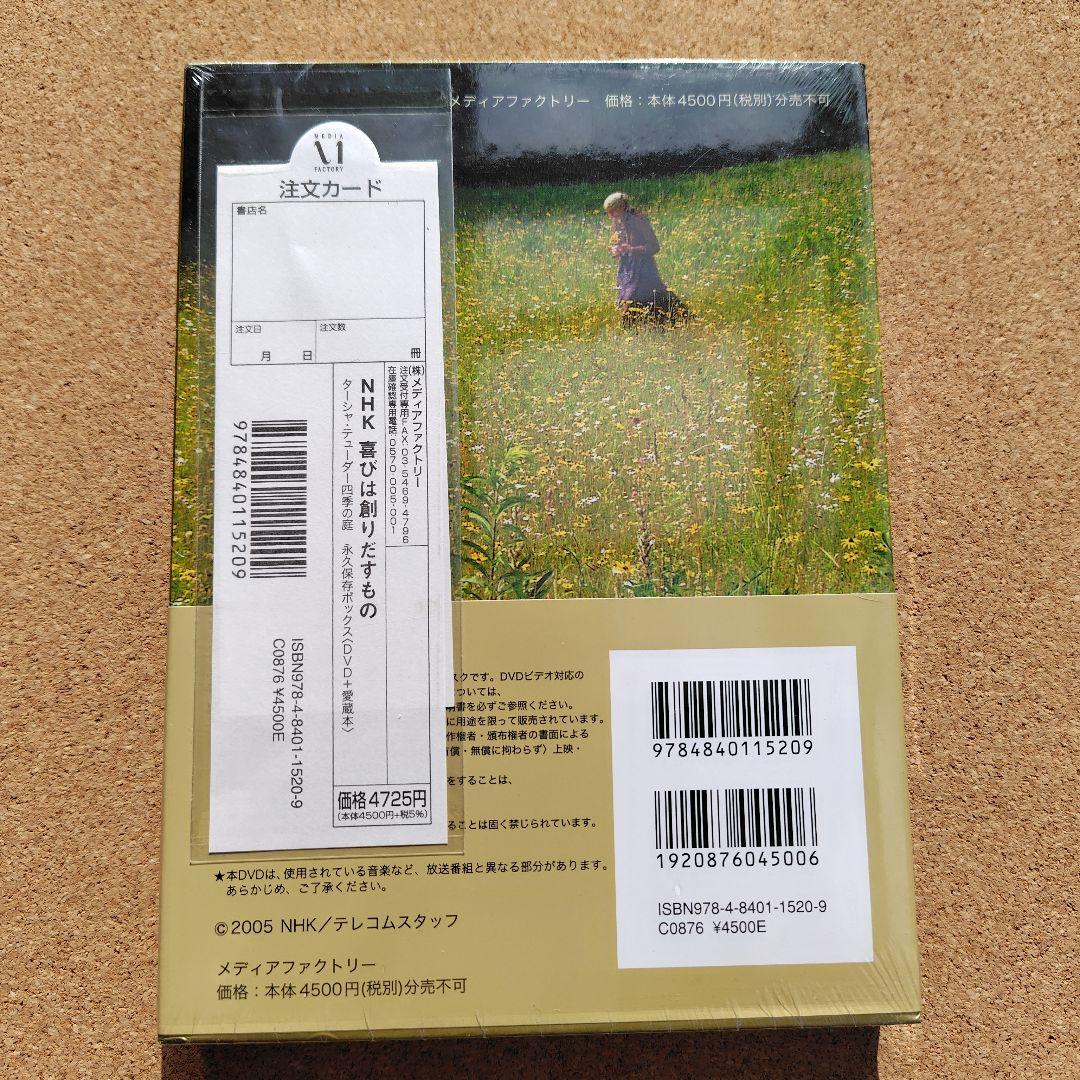 メディアファクトリー 価格：本体4500円(税別)分売不可
MEDIA
FACTORY
注文カード
書店名
注文日
月 日
注文数
冊
(株)メディアファクトリー
注文受付専用FAX:03-5469-4796
在庫確認専用電話:0570-005-001
NHK 喜びは創りだすもの
ターシャ・テューダー四季の庭 永久保存ボックス〈DVD＋愛蔵本〉
9784840115209
ISBN978-4-8401-1520-9
C0876 ¥4500E
価格4725円
(本体4500円+税5%)
スクです。DVDビデオ対応の
ついては、
明書を必ずご参照ください。
に用途を限って販売されています。
作権者・頒布権者の書面による
有償・無償に拘わらず）上映・
をすることは、
ることは固く禁じられています。
★本DVDは、使用されている音楽など、放送番組と異なる部分があります。
あらかじめ、ご了承ください。
©2005 NHK／テレコムスタッフ
メディアファクトリー
価格：本体4500円(税別)分売不可
9784840115209
1920876045006
ISBN978-4-8401-1520-9
C0876 ¥4500E